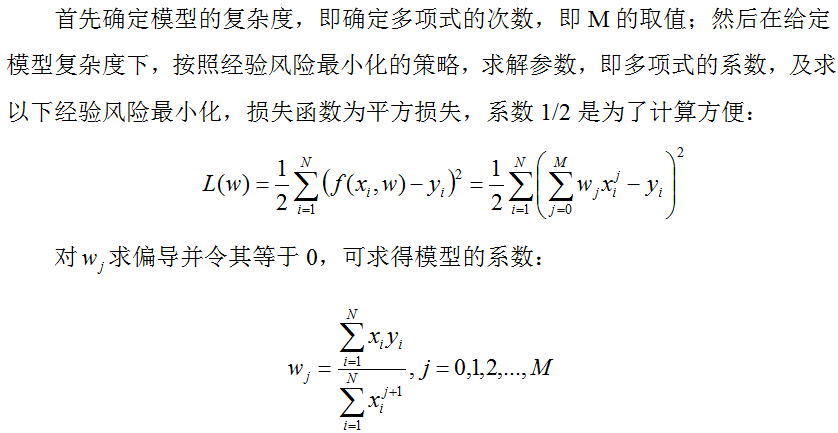 首先确定模型的复杂度，即确定多项式的次数，即 M 的取值；然后在给定
模型复杂度下，按照经验风险最小化的策略，求解参数，即多项式的系数，及求
以下经验风险最小化，损失函数为平方损失，系数 1/2 是为了计算方便：
L(w) = \frac{1}{2}\sum_{i=1}^{N}(f(x_i, w) - y_i)^2 = \frac{1}{2}\sum_{i=1}^{N}\left(\sum_{j=0}^{M} w_j x_i^j - y_i\right)^2
对 w_j 求偏导并令其等于 0，可求得模型的系数：
w_j = \frac{\sum_{i=1}^{N} x_i y_i}{\sum_{i=1}^{N} x_i^{j+1}}, j = 0,1,2,..., M